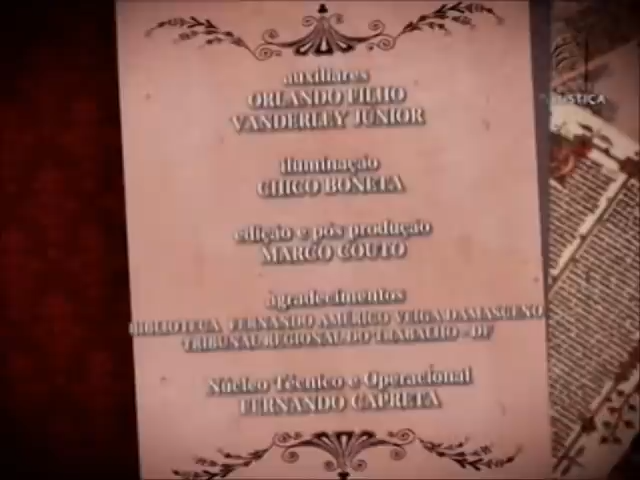 auxiliares
ORLANDO FILHO
VANDERLEY JÚNIOR
iluminação
CHICO BONETA
edição e pós produção
MARCO COUTO
agradecimentos
BIBLIOTECA FERNANDO AMÉRICO VEIGA DAMASCENO
TRIBUNAL REGIONAL DO TRABALHO - DF
Núcleo Técnico e Operacional
FERNANDO CAPRETA
JUSTIÇA